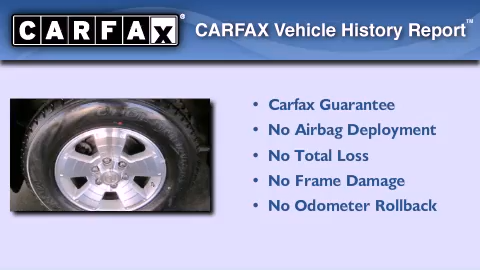 CARFAX® CARFAX Vehicle History Report™
• Carfax Guarantee
• No Airbag Deployment
• No Total Loss
• No Frame Damage
• No Odometer Rollback